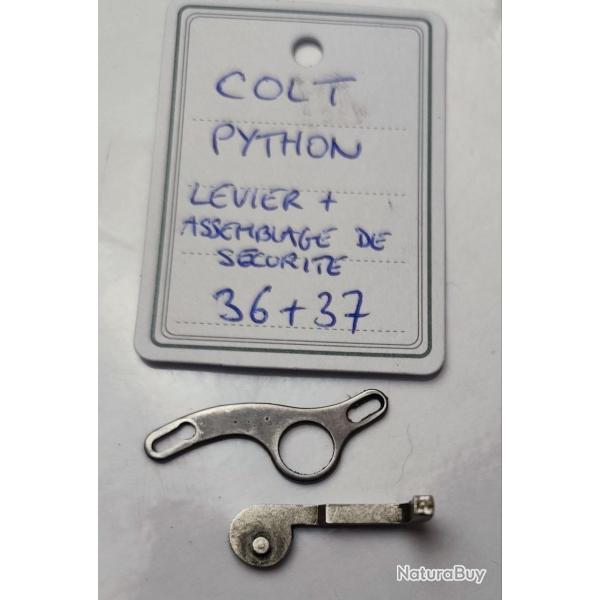 COLT
PYTHON
LEVIER +
ASSEMBLAGE DE
SECURITE
36+37
NaturaBuy